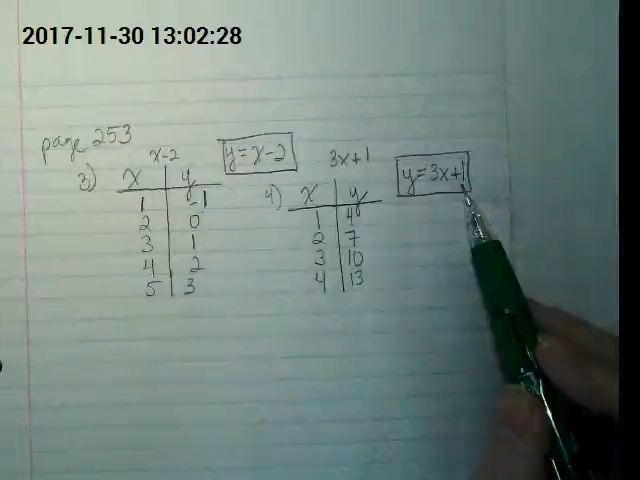 2017-11-30 13:02:28
page 253
3)
x-2
y=x-2
x y
1 -1
2 0
3 1
4 2
5 3
4)
3x+1
y=3x+1
x y
1 4
2 7
3 10
4 13